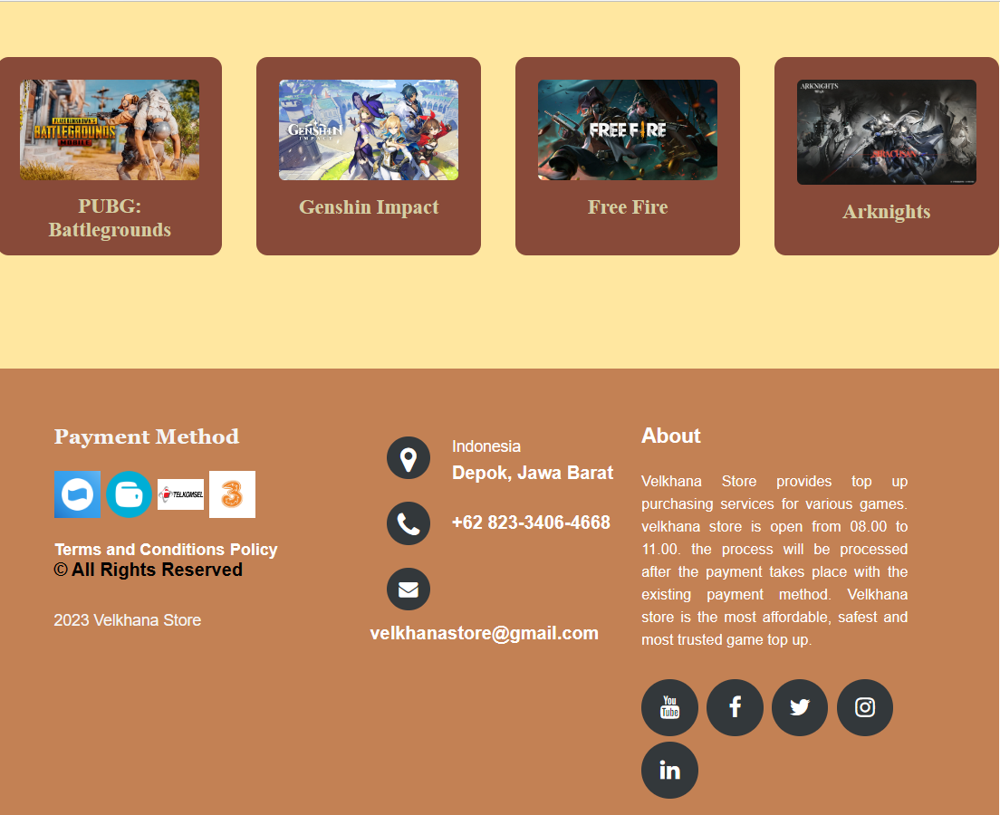 PLAYERUNKNOWN'S
BATTLEGROUNDS
MOBILE
PUBG:
Battlegrounds
GENSHIN
IMPACT
Genshin Impact
FREE FIRE
Free Fire
ARKNIGHTS
Arknights
Payment Method
TELKOMSEL
3
Terms and Conditions Policy
© All Rights Reserved
2023 Velkhana Store
Indonesia
Depok, Jawa Barat
+62 823-3406-4668
velkhanastore@gmail.com
About
Velkhana Store provides top up
purchasing services for various games.
velkhana store is open from 08.00 to
11.00. the process will be processed
after the payment takes place with the
existing payment method. Velkhana
store is the most affordable, safest and
most trusted game top up.
You
Tube
f
in